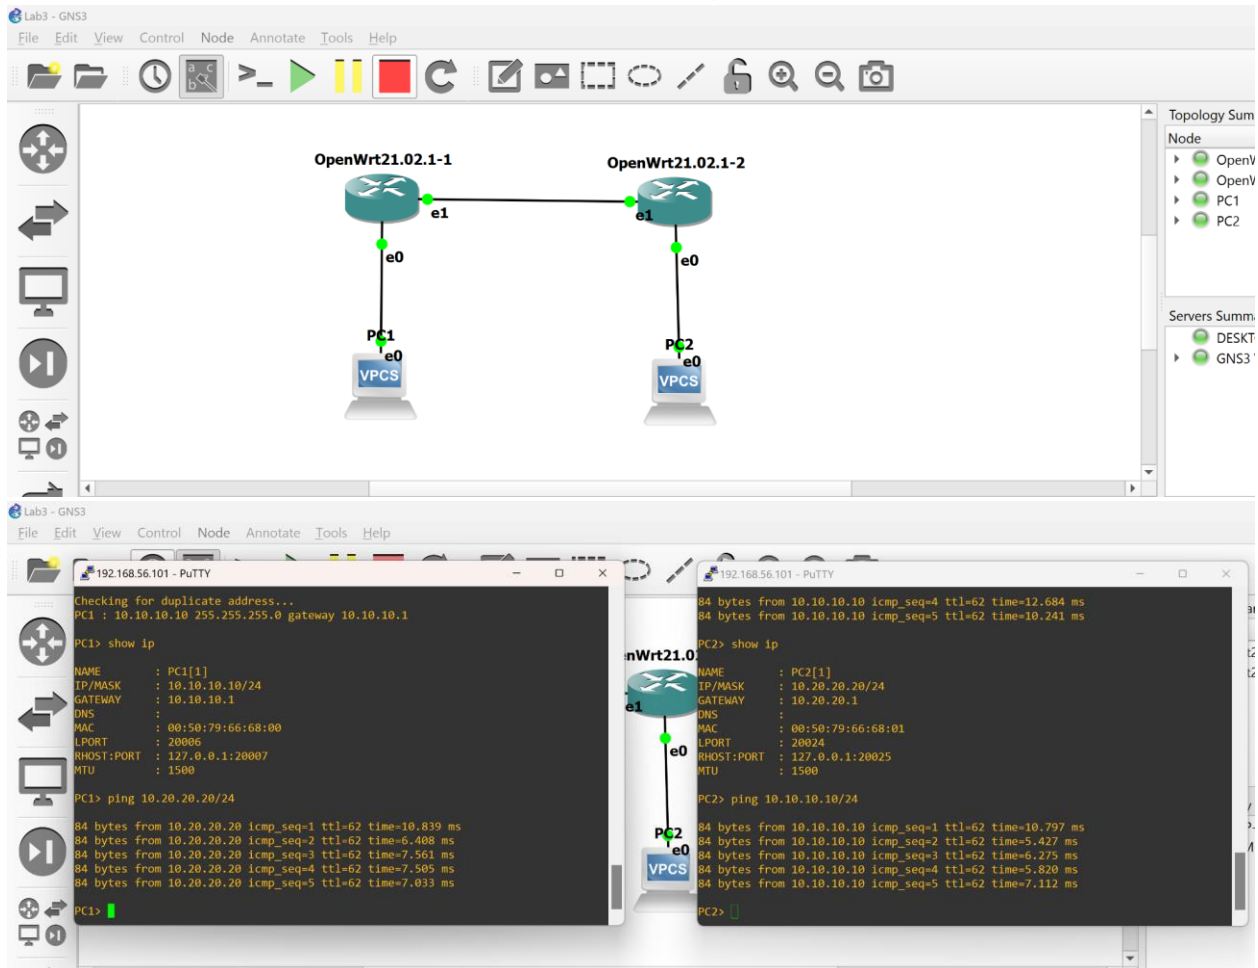 Lab3 - GNS3
File Edit View Control Node Annotate Tools Help
Topology Sum
Node
OpenWrt21.02.1-1
OpenWrt21.02.1-2
OpenW
OpenW
PC1
PC2
e1
e1
e0
e0
PC1
e0
VPCS
PC2
e0
VPCS
Servers Summa
DESKT
GNS3
Lab3 - GNS3
File Edit View Control Node Annotate Tools Help
192.168.56.101 - PuTTY
Checking for duplicate address...
PC1 : 10.10.10.10 255.255.255.0 gateway 10.10.10.1
PC1> show ip
NAME : PC1[1]
IP/MASK : 10.10.10.10/24
GATEWAY : 10.10.10.1
DNS :
MAC : 00:50:79:66:68:00
LPORT : 20006
RHOST:PORT : 127.0.0.1:20007
MTU : 1500
PC1> ping 10.20.20.20/24
84 bytes from 10.20.20.20 icmp_seq=1 ttl=62 time=10.839 ms
84 bytes from 10.20.20.20 icmp_seq=2 ttl=62 time=6.408 ms
84 bytes from 10.20.20.20 icmp_seq=3 ttl=62 time=7.561 ms
84 bytes from 10.20.20.20 icmp_seq=4 ttl=62 time=7.505 ms
84 bytes from 10.20.20.20 icmp_seq=5 ttl=62 time=7.033 ms
PC1>
nWrt21.0
e1
e0
PC2
e0
VPCS
192.168.56.101 - PuTTY
84 bytes from 10.10.10.10 icmp_seq=4 ttl=62 time=12.684 ms
84 bytes from 10.10.10.10 icmp_seq=5 ttl=62 time=10.241 ms
PC2> show ip
NAME : PC2[1]
IP/MASK : 10.20.20.20/24
GATEWAY : 10.20.20.1
DNS :
MAC : 00:50:79:66:68:01
LPORT : 20024
RHOST:PORT : 127.0.0.1:20025
MTU : 1500
PC2> ping 10.10.10.10/24
84 bytes from 10.10.10.10 icmp_seq=1 ttl=62 time=10.797 ms
84 bytes from 10.10.10.10 icmp_seq=2 ttl=62 time=5.427 ms
84 bytes from 10.10.10.10 icmp_seq=3 ttl=62 time=6.275 ms
84 bytes from 10.10.10.10 icmp_seq=4 ttl=62 time=5.820 ms
84 bytes from 10.10.10.10 icmp_seq=5 ttl=62 time=7.112 ms
PC2>